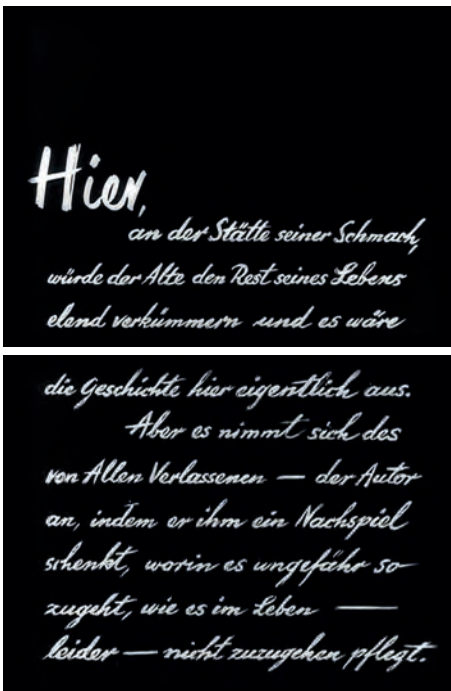 Hier,
an der Stätte seiner Schmach,
würde der Alte den Rest seines Lebens
elend verkümmern und es wäre
die Geschichte hier eigentlich aus.
Aber es nimmt sich des
von Allen Verlassenen — der Autor
an, indem er ihm ein Nachspiel
schenkt, worin es ungefähr so
zugeht, wie es im Leben —
leider — nicht zuzugehen pflegt.